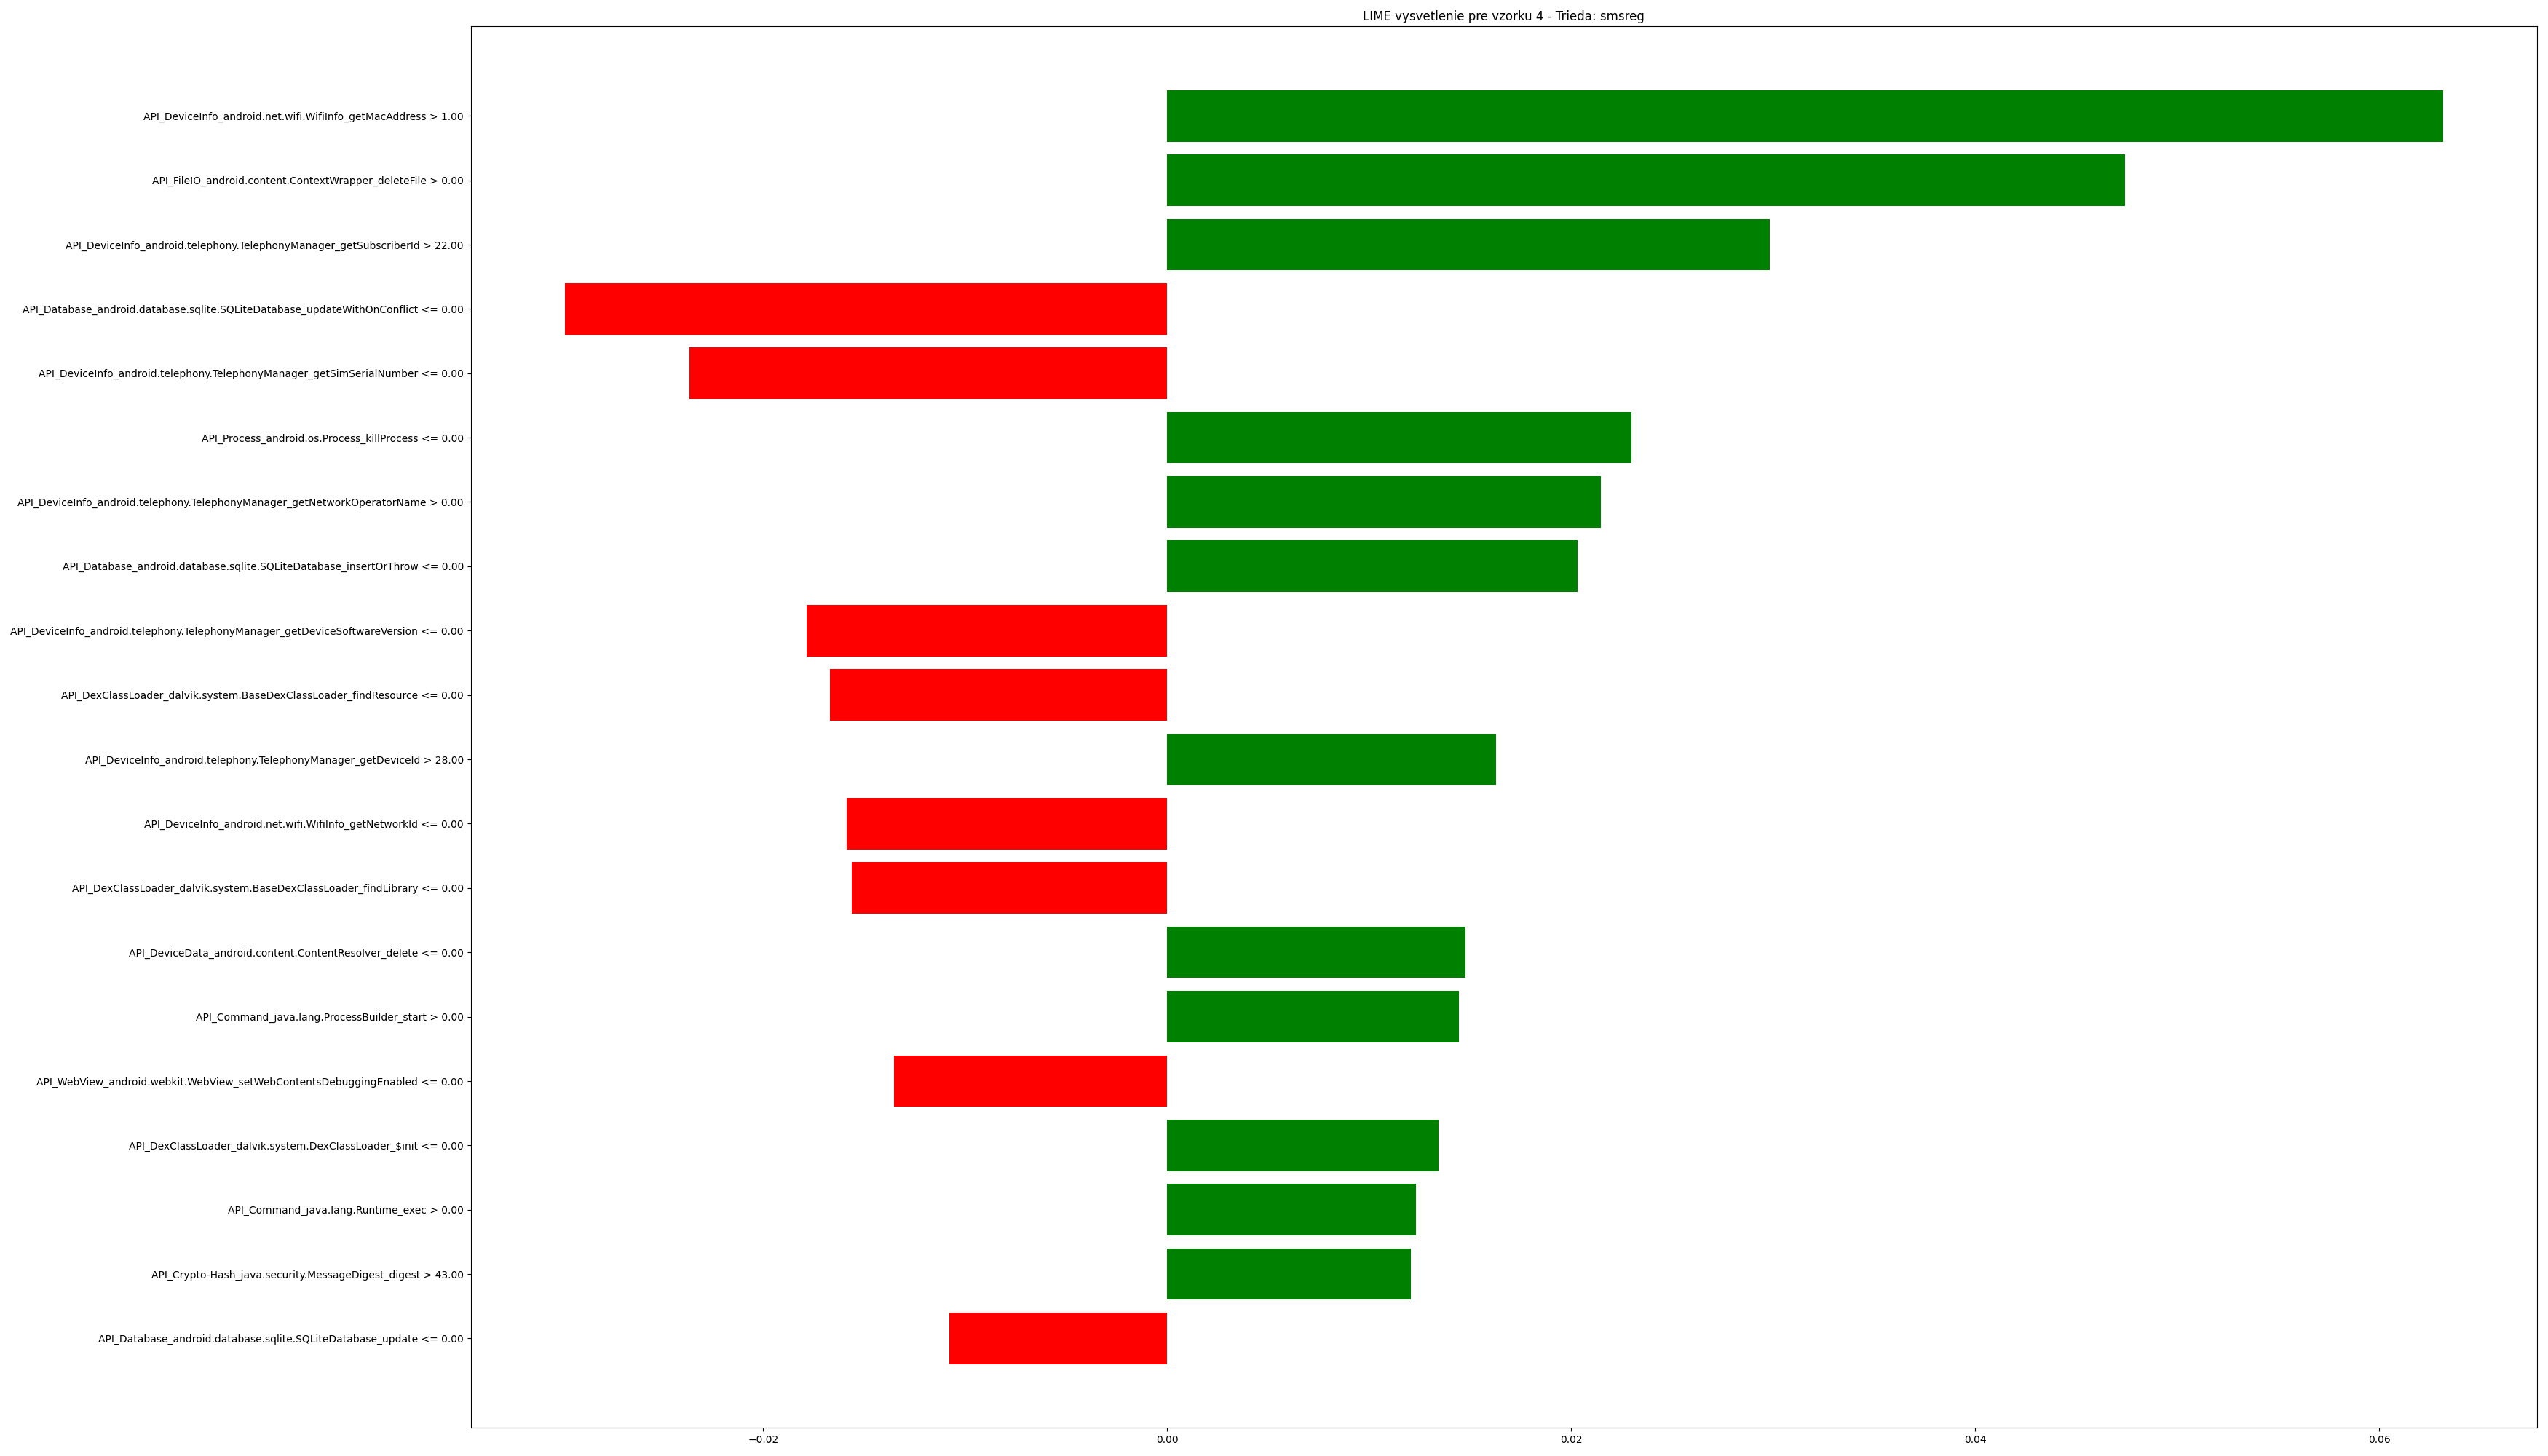 LIME vysvetlenie pre vzorku 4 - Trieda: smsreg
API_DeviceInfo_android.net.wifi.WifiInfo_getMacAddress > 1.00
API_FileIO_android.content.ContextWrapper_deleteFile > 0.00
API_DeviceInfo_android.telephony.TelephonyManager_getSubscriberId > 22.00
API_Database_android.database.sqlite.SQLiteDatabase_updateWithOnConflict <= 0.00
API_DeviceInfo_android.telephony.TelephonyManager_getSimSerialNumber <= 0.00
API_Process_android.os.Process_killProcess <= 0.00
API_DeviceInfo_android.telephony.TelephonyManager_getNetworkOperatorName > 0.00
API_Database_android.database.sqlite.SQLiteDatabase_insertOrThrow <= 0.00
API_DeviceInfo_android.telephony.TelephonyManager_getDeviceSoftwareVersion <= 0.00
API_DexClassLoader_dalvik.system.BaseDexClassLoader_findResource <= 0.00
API_DeviceInfo_android.telephony.TelephonyManager_getDeviceId > 28.00
API_DeviceInfo_android.net.wifi.WifiInfo_getNetworkId <= 0.00
API_DexClassLoader_dalvik.system.BaseDexClassLoader_findLibrary <= 0.00
API_DeviceData_android.content.ContentResolver_delete <= 0.00
API_Command_java.lang.ProcessBuilder_start > 0.00
API_WebView_android.webkit.WebView_setWebContentsDebuggingEnabled <= 0.00
API_DexClassLoader_dalvik.system.DexClassLoader_$init <= 0.00
API_Command_java.lang.Runtime_exec > 0.00
API_Crypto-Hash_java.security.MessageDigest_digest > 43.00
API_Database_android.database.sqlite.SQLiteDatabase_update <= 0.00
−0.02 0.00 0.02 0.04 0.06